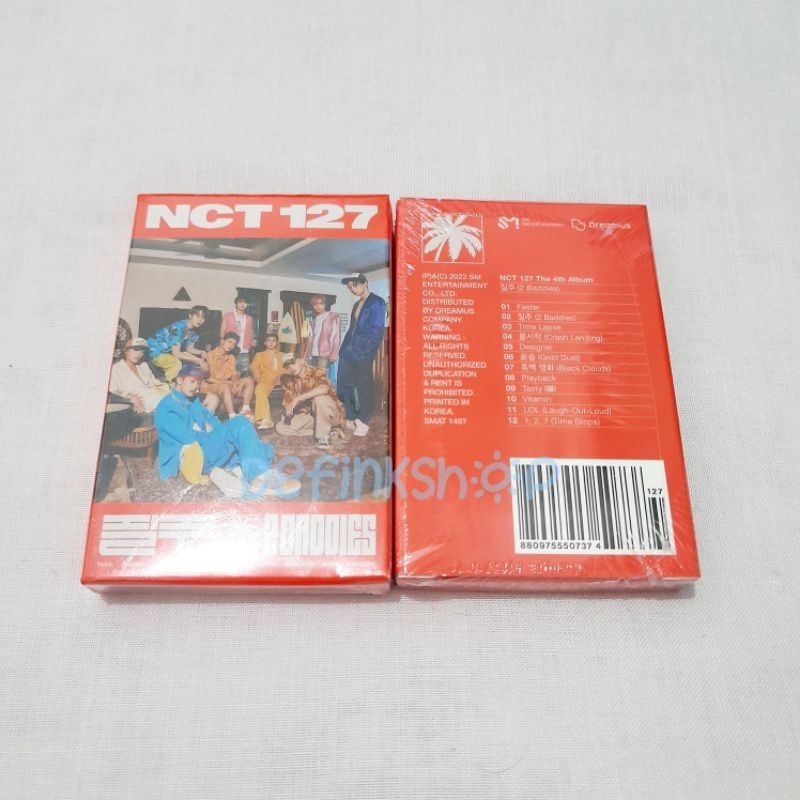 NCT 127
질주 2 BADDIES
SM
Dreamus
(P)&(C) 2022 SM
ENTERTAINMENT
CO., LTD.
DISTRIBUTED
BY DREAMUS
COMPANY.
KOREA.
WARNING:
ALL RIGHTS
RESERVED.
UNAUTHORIZED
DUPLICATION
& RENT IS
PROHIBITED.
PRINTED IN
KOREA.
SMAT 1497
NCT 127 The 4th Album
질주 (2 Baddies)
01 Faster
02 질주 (2 Baddies)
03 Time Lapse
04 불시착 (Crash Landing)
05 Designer
06 윤슬 (Gold Dust)
07 흑백 영화 (Black Clouds)
08 Playback
09 Tasty (貘)
10 Vitamin
11 LOL (Laugh-Out-Loud)
12 1, 2, 7 (Time Stops)
127
880975550737 4
Definkshop